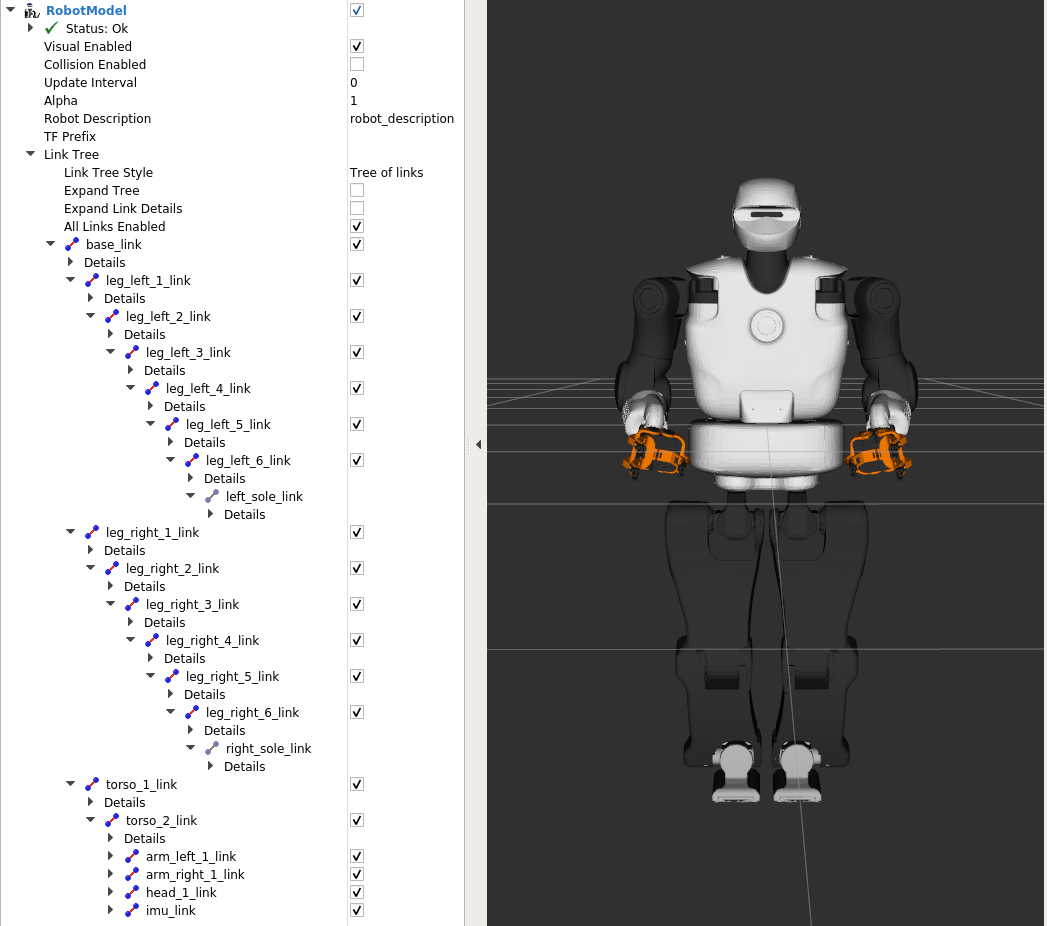 RobotModel
Status: Ok
Visual Enabled
Collision Enabled
Update Interval 0
Alpha 1
Robot Description robot_description
TF Prefix
Link Tree
Link Tree Style Tree of links
Expand Tree
Expand Link Details
All Links Enabled
base_link
Details
leg_left_1_link
Details
leg_left_2_link
Details
leg_left_3_link
Details
leg_left_4_link
Details
leg_left_5_link
Details
leg_left_6_link
Details
left_sole_link
Details
leg_right_1_link
Details
leg_right_2_link
Details
leg_right_3_link
Details
leg_right_4_link
Details
leg_right_5_link
Details
leg_right_6_link
Details
right_sole_link
Details
torso_1_link
Details
torso_2_link
Details
arm_left_1_link
arm_right_1_link
head_1_link
imu_link